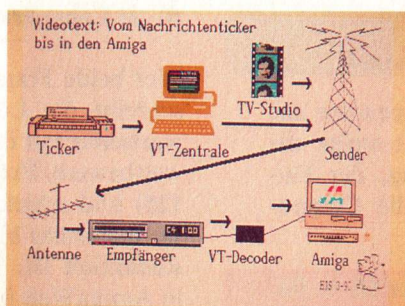 Videotext: Vom Nachrichtenticker
bis in den Amiga
TV-Studio
Ticker
VT-Zentrale
Sender
C4 1:00
Antenne
Empfänger
VT-Decoder
Amiga